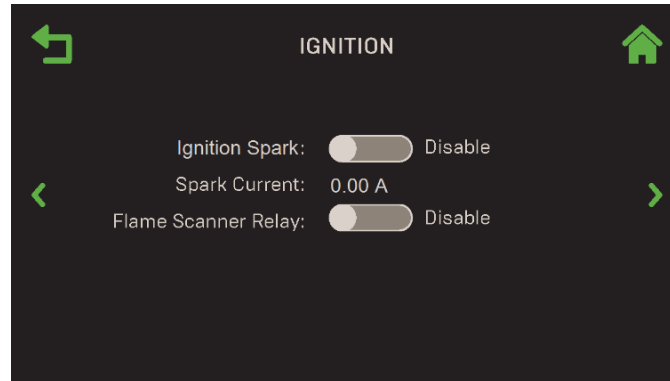 IGNITION
Ignition Spark: Disable
Spark Current: 0.00 A
Flame Scanner Relay: Disable